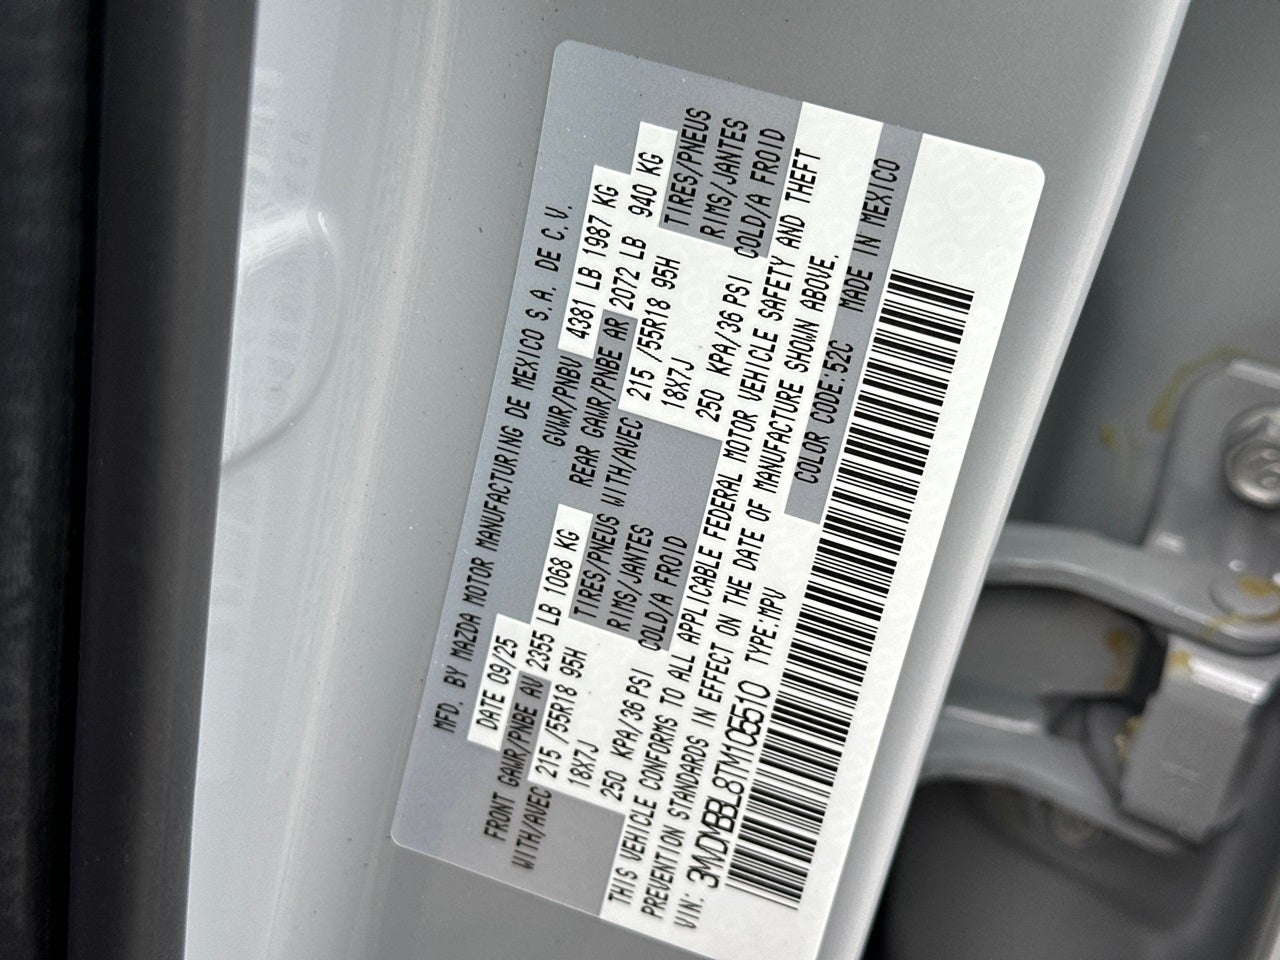 MFD. BY MAZDA MOTOR MANUFACTURING DE MEXICO S.A. DE C.V.
DATE 09/25 GVWR/PNBV 4381 LB 1987 KG
FRONT GAWR/PNBE AV 2355 LB 1068 KG REAR GAWR/PNBE AR 2072 LB 940 KG
WITH/AVEC 215 /55R18 95H TIRES/PNEUS WITH/AVEC 215 /55R18 95H TIRES/PNEUS
18X7J RIMS/JANTES 18X7J RIMS/JANTES
250 KPA/36 PSI COLD/A FROID 250 KPA/36 PSI COLD/A FROID
THIS VEHICLE CONFORMS TO ALL APPLICABLE FEDERAL MOTOR VEHICLE SAFETY AND THEFT
PREVENTION STANDARDS IN EFFECT ON THE DATE OF MANUFACTURE SHOWN ABOVE.
VIN: 3MVDMBBL8TM105510 TYPE:MPV COLOR CODE:52C MADE IN MEXICO